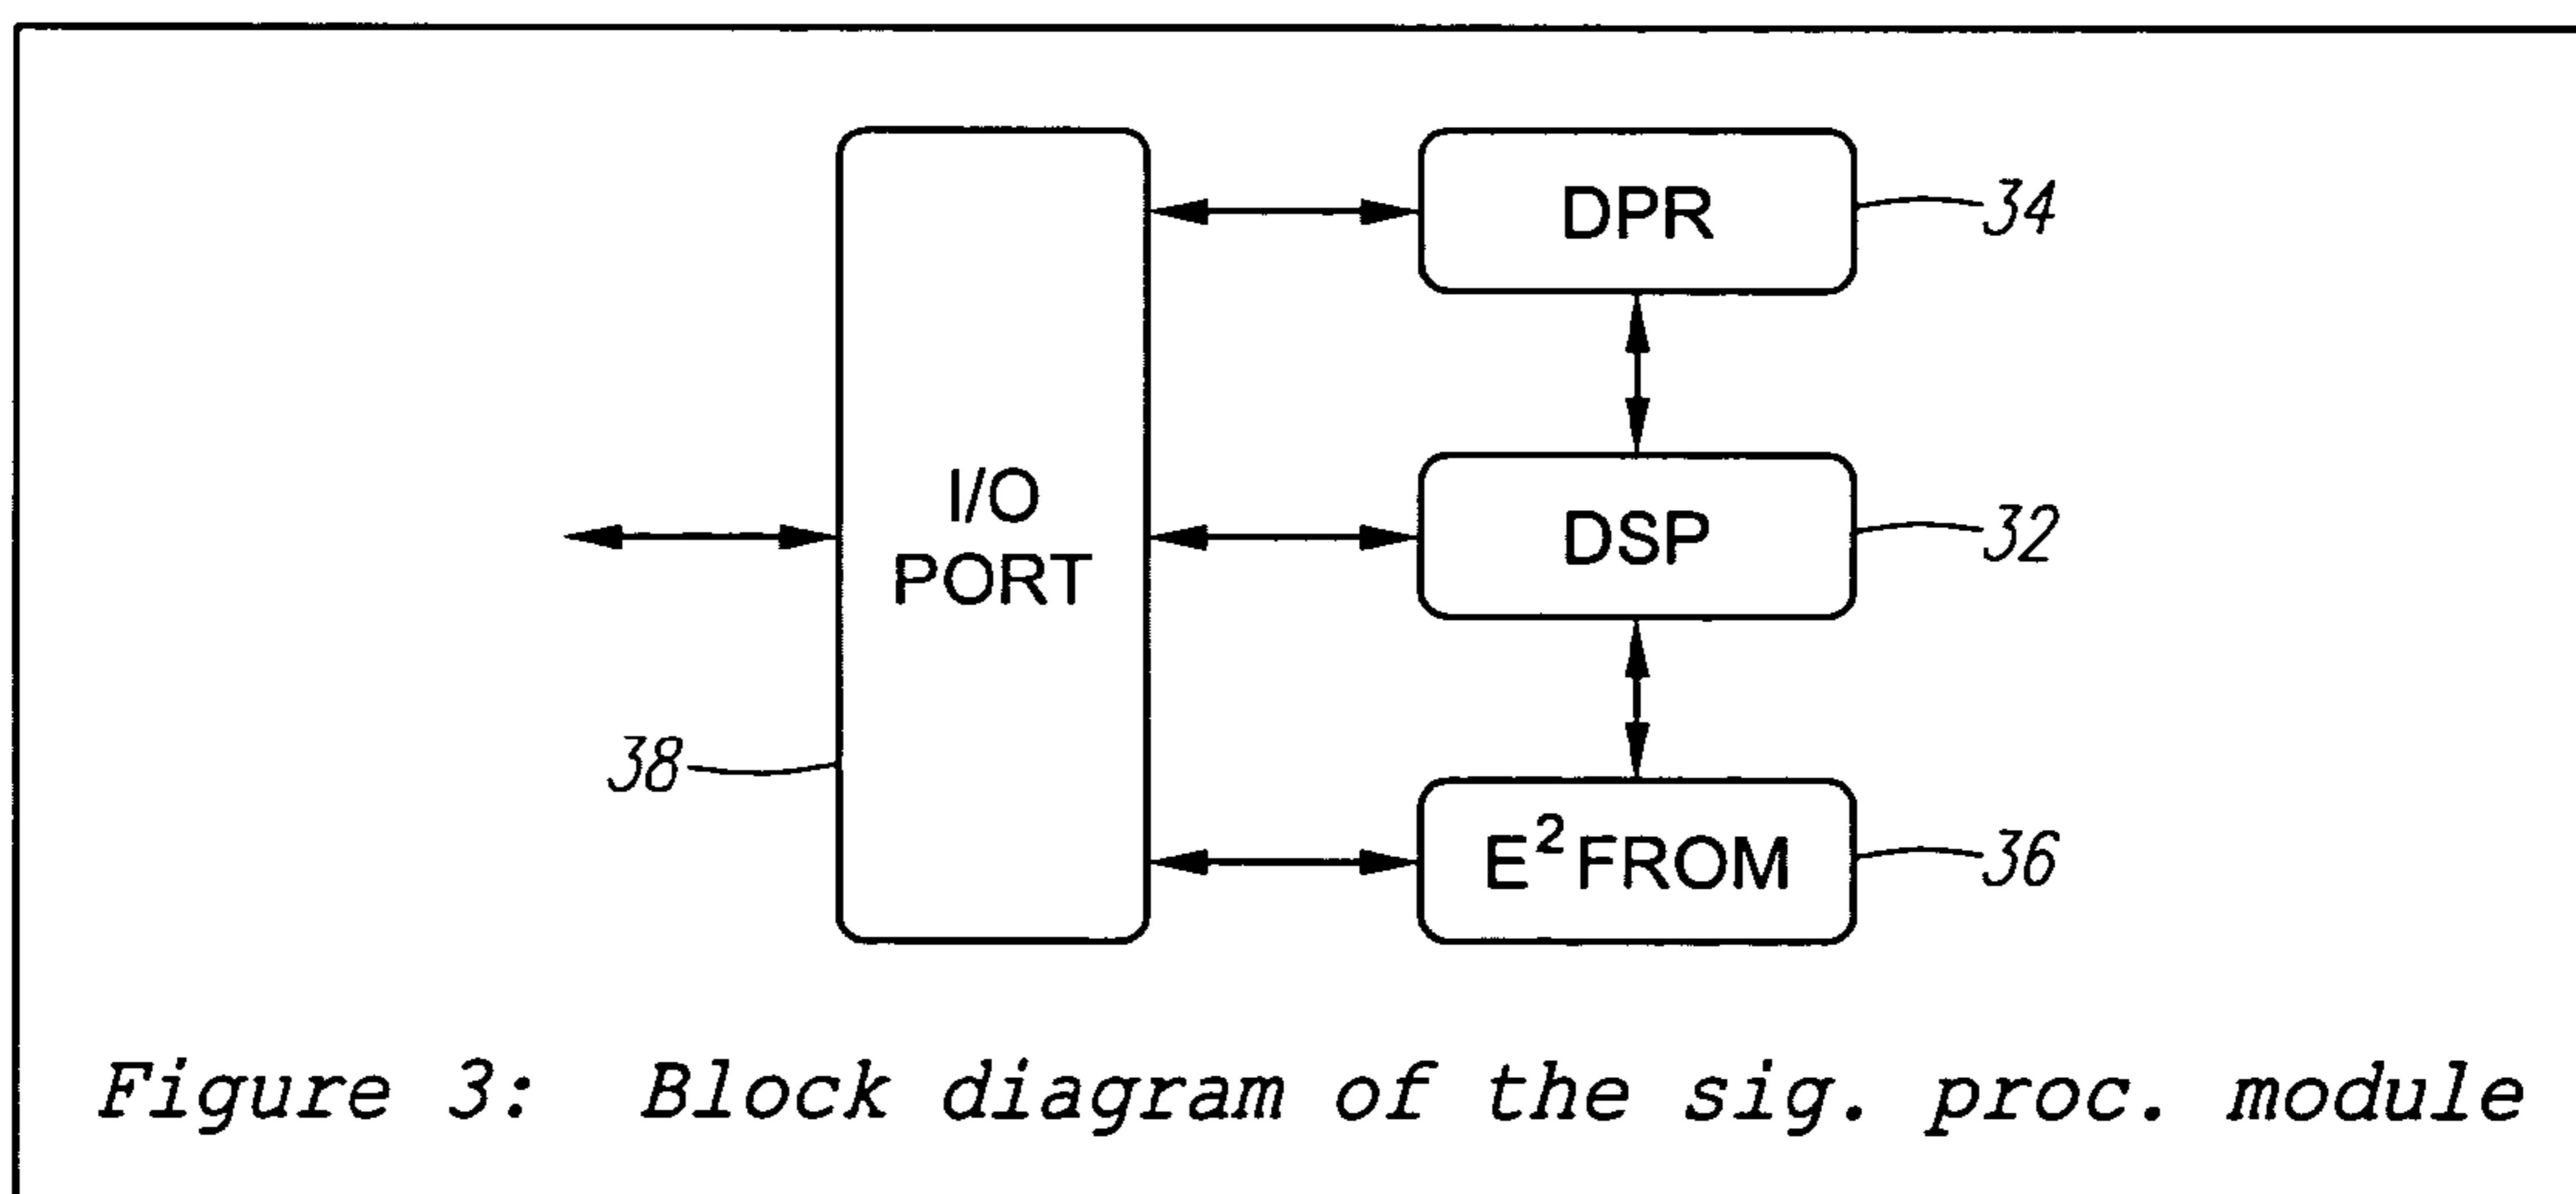 DPR
34
I/O
PORT
DSP
32
38
E²FROM
36
Figure 3: Block diagram of the sig. proc. module